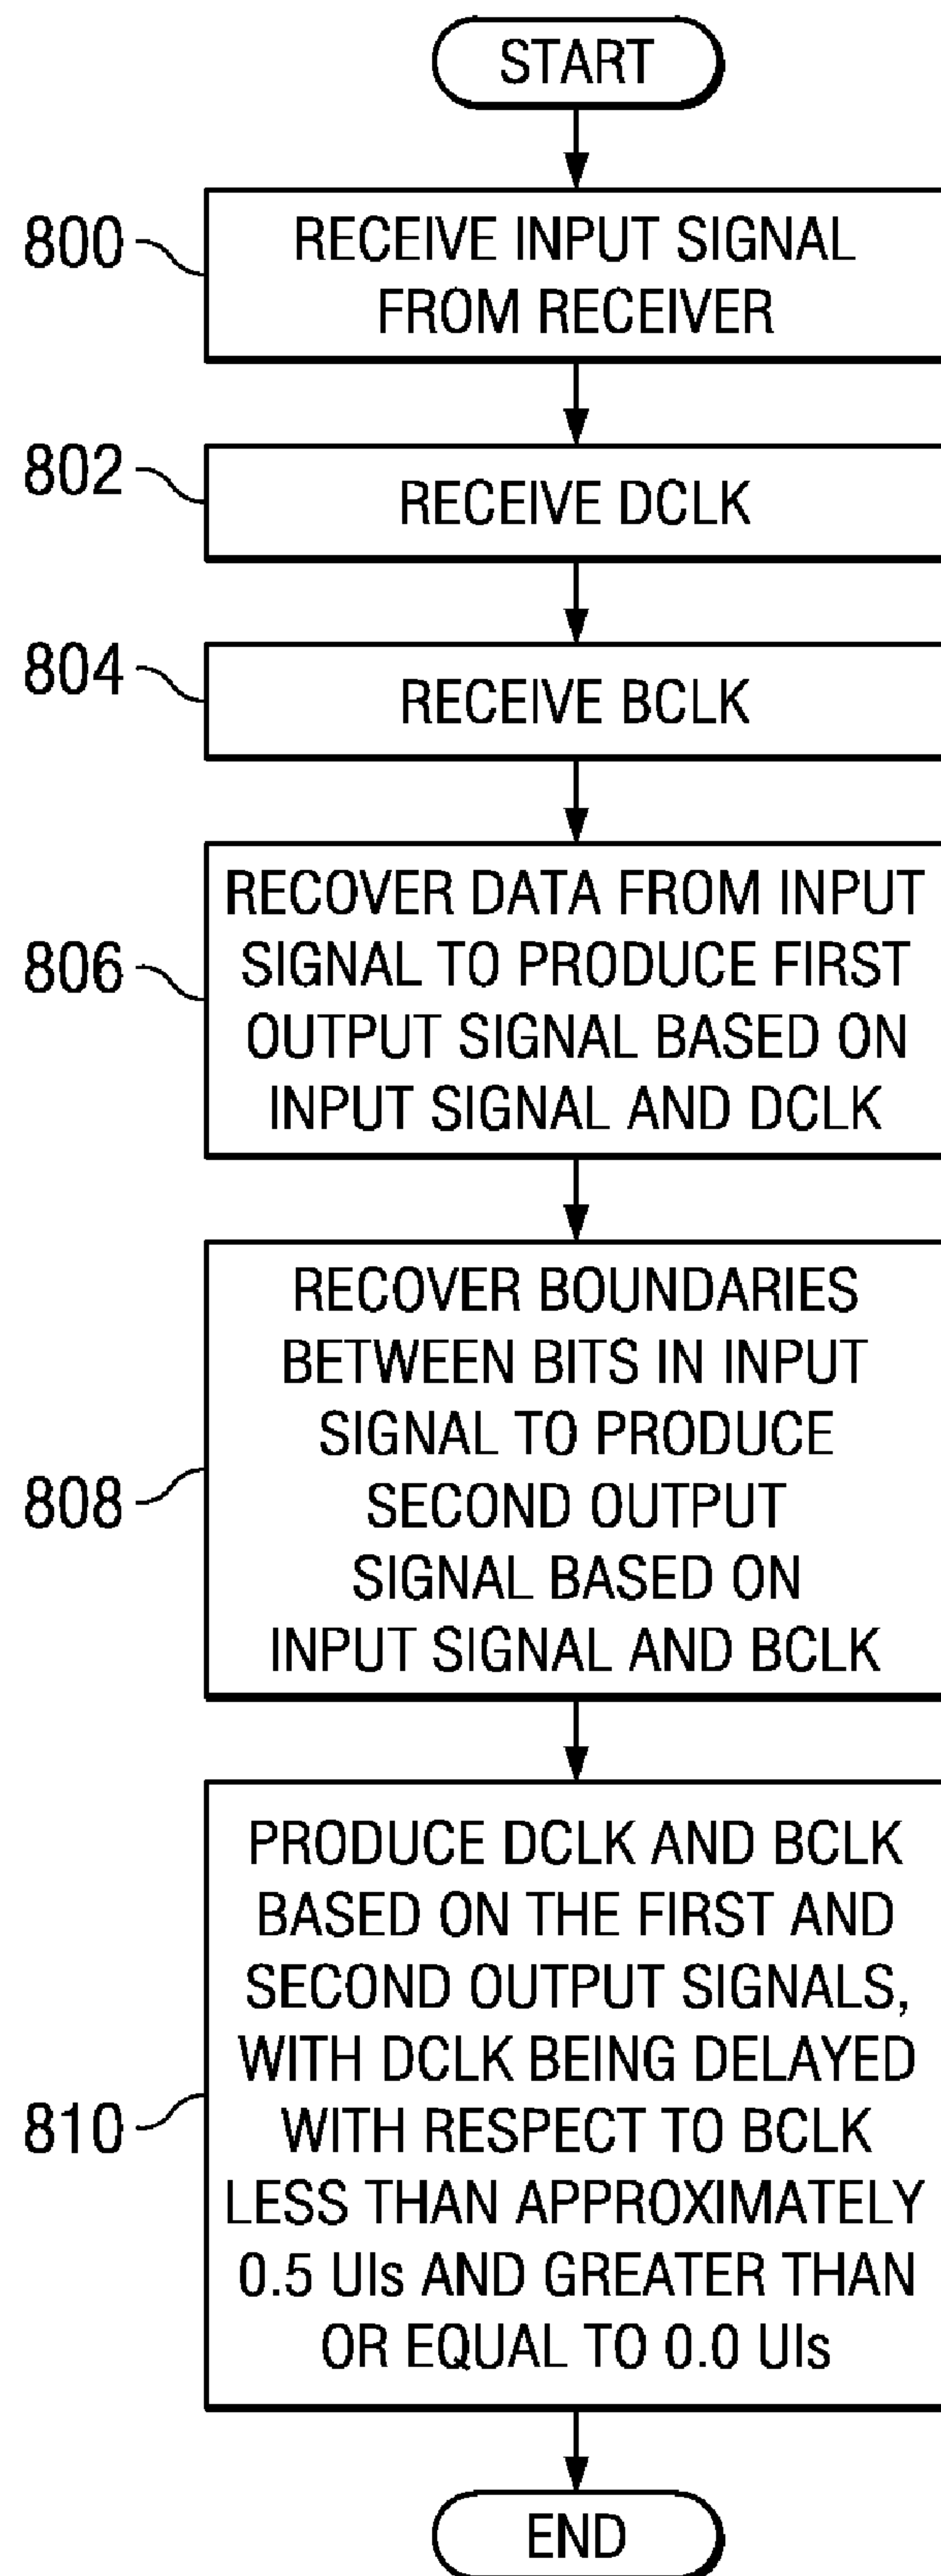 START
800
RECEIVE INPUT SIGNAL
FROM RECEIVER
802
RECEIVE DCLK
804
RECEIVE BCLK
806
RECOVER DATA FROM INPUT
SIGNAL TO PRODUCE FIRST
OUTPUT SIGNAL BASED ON
INPUT SIGNAL AND DCLK
808
RECOVER BOUNDARIES
BETWEEN BITS IN INPUT
SIGNAL TO PRODUCE
SECOND OUTPUT
SIGNAL BASED ON
INPUT SIGNAL AND BCLK
810
PRODUCE DCLK AND BCLK
BASED ON THE FIRST AND
SECOND OUTPUT SIGNALS,
WITH DCLK BEING DELAYED
WITH RESPECT TO BCLK
LESS THAN APPROXIMATELY
0.5 UIs AND GREATER THAN
OR EQUAL TO 0.0 UIs
END